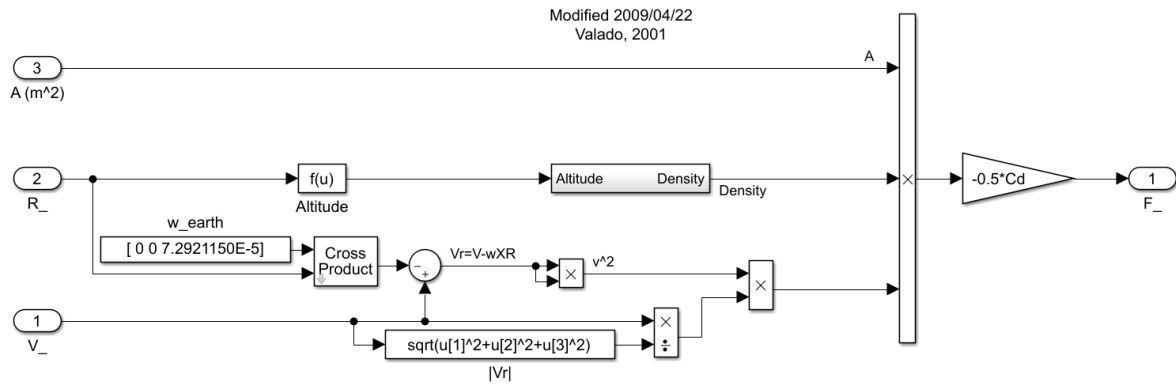 Modified 2009/04/22
Valado, 2001
3
A (m^2)
A
2
R_
f(u)
Altitude
Altitude
Density
Density
×
-0.5*Cd
1
F_
w_earth
[ 0 0 7.2921150E-5]
Cross
Product
−
+
Vr=V-wXR
×
v^2
×
1
V_
sqrt(u[1]^2+u[2]^2+u[3]^2)
|Vr|
×
÷